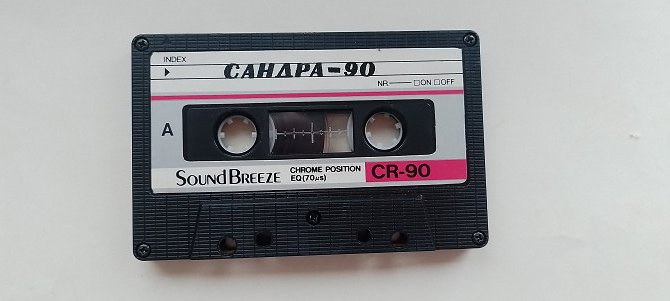 INDEX
САНДРА-90
NR ON OFF
A
SOUND BREEZE
CHROME POSITION
EQ(70µs)
CR-90